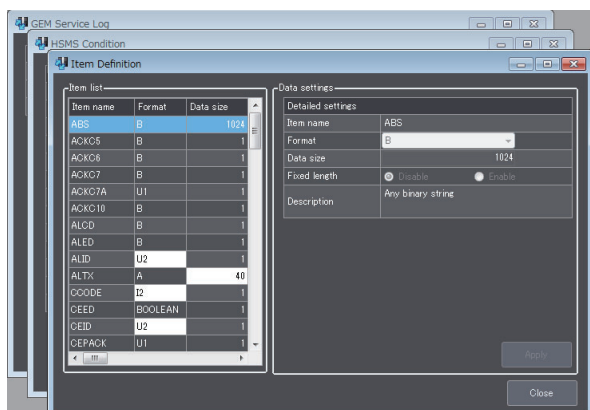 GEM Service Log
HSMS Condition
Item Definition
Item list
Item name Format Data size
ABS B 1024
ACKC5 B 1
ACKC6 B 1
ACKC7 B 1
ACKC7A U1 1
ACKC10 B 1
ALCD B 1
ALED B 1
ALID U2 1
ALTX A 40
CCODE I2 1
CEED BOOLEAN 1
CEID U2 1
CEPACK U1 1
Data settings
Detailed settings
Item name ABS
Format B
Data size 1024
Fixed length Disable Enable
Description Any binary string
Apply
Close